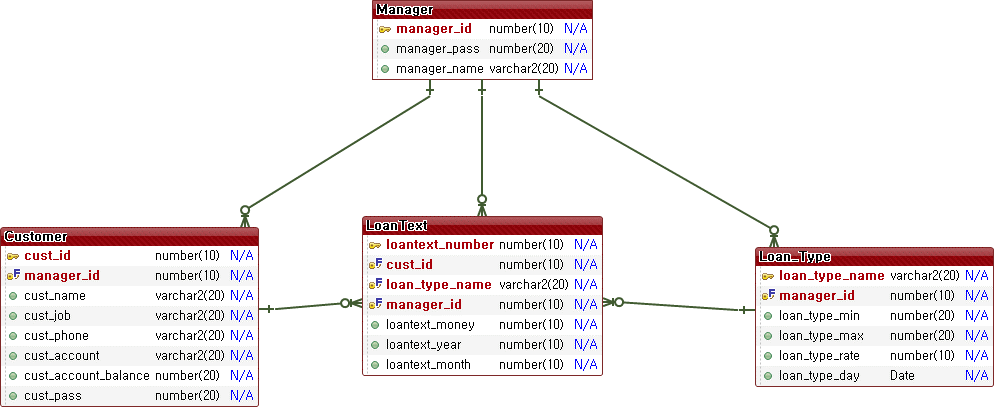 Manager
manager_id number(10) N/A
manager_pass number(20) N/A
manager_name varchar2(20) N/A
Customer
cust_id number(10) N/A
manager_id number(10) N/A
cust_name varchar2(20) N/A
cust_job varchar2(20) N/A
cust_phone varchar2(20) N/A
cust_account varchar2(20) N/A
cust_account_balance number(20) N/A
cust_pass number(20) N/A
LoanText
loantext_number number(10) N/A
cust_id number(10) N/A
loan_type_name varchar2(20) N/A
manager_id number(10) N/A
loantext_money number(10) N/A
loantext_year number(10) N/A
loantext_month number(10) N/A
Loan_Type
loan_type_name varchar2(20) N/A
manager_id number(10) N/A
loan_type_min number(20) N/A
loan_type_max number(20) N/A
loan_type_rate number(10) N/A
loan_type_day Date N/A